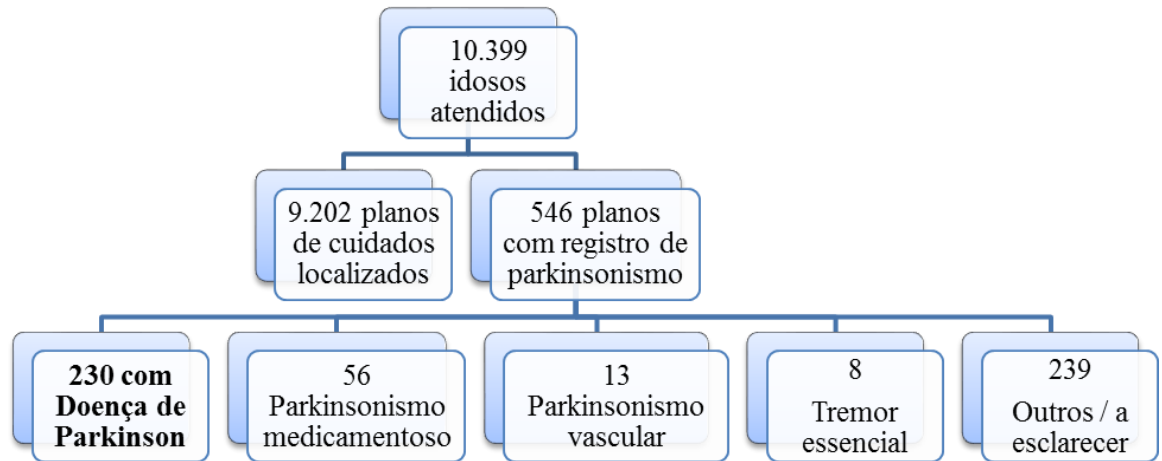 10.399
idosos
atendidos
9.202 planos
de cuidados
localizados
546 planos
com registro de
parkinsonismo
230 com
Doença de
Parkinson
56
Parkinsonismo
medicamentoso
13
Parkinsonismo
vascular
8
Tremor
essencial
239
Outros / a
esclarecer